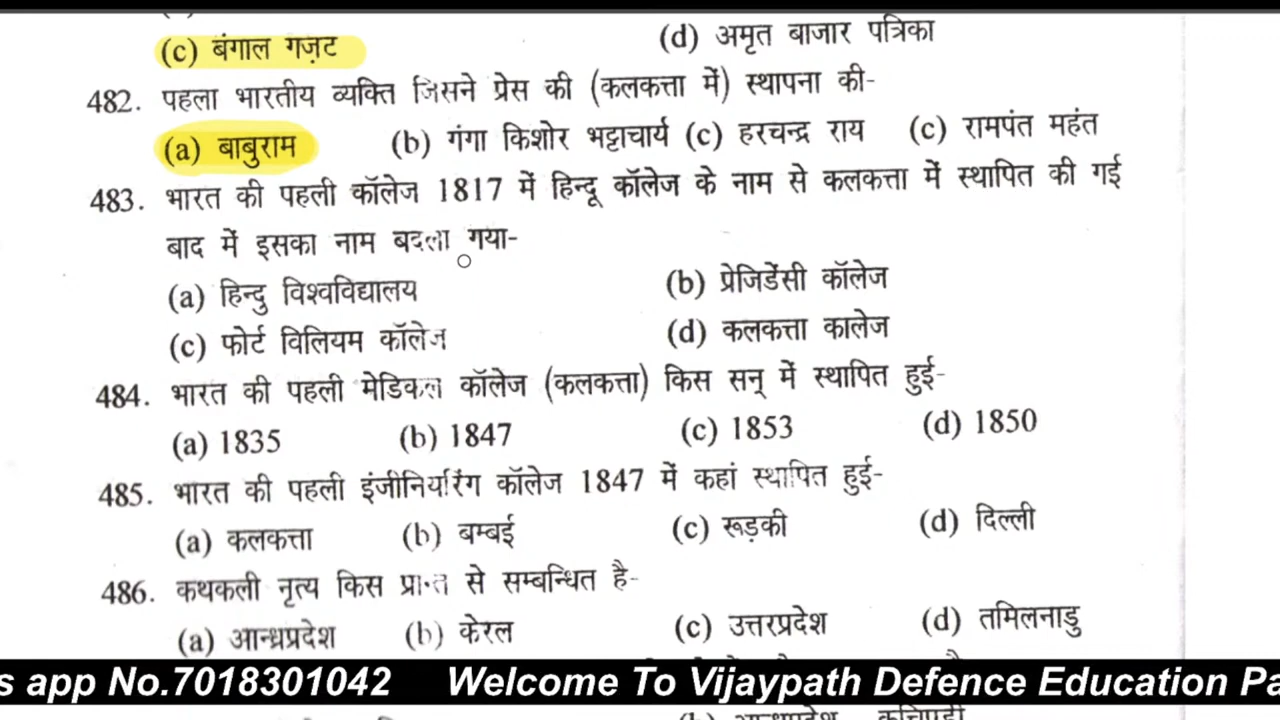 (c) बंगाल गज़ट (d) अमृत बाजार पत्रिका
482. पहला भारतीय व्यक्ति जिसने प्रेस की (कलकत्ता में) स्थापना की-
(a) बाबुराम (b) गंगा किशोर भट्टाचार्य (c) हरचन्द्र राय (c) रामपंत महंत
483. भारत की पहली कॉलेज 1817 में हिन्दू कॉलेज के नाम से कलकत्ता में स्थापित की गई
बाद में इसका नाम बदला गया-
(a) हिन्दु विश्वविद्यालय (b) प्रेजिडेंसी कॉलेज
(c) फोर्ट विलियम कॉलेज (d) कलकत्ता कालेज
484. भारत की पहली मेडिकल कॉलेज (कलकत्ता) किस सन् में स्थापित हुई-
(a) 1835 (b) 1847 (c) 1853 (d) 1850
485. भारत की पहली इंजीनियरिंग कॉलेज 1847 में कहां स्थापित हुई-
(a) कलकत्ता (b) बम्बई (c) रूड़की (d) दिल्ली
486. कथकली नृत्य किस प्रान्त से सम्बन्धित है-
(a) आन्ध्रप्रदेश (b) केरल (c) उत्तरप्रदेश (d) तमिलनाडु
s app No.7018301042 Welcome To Vijaypath Defence Education Pa